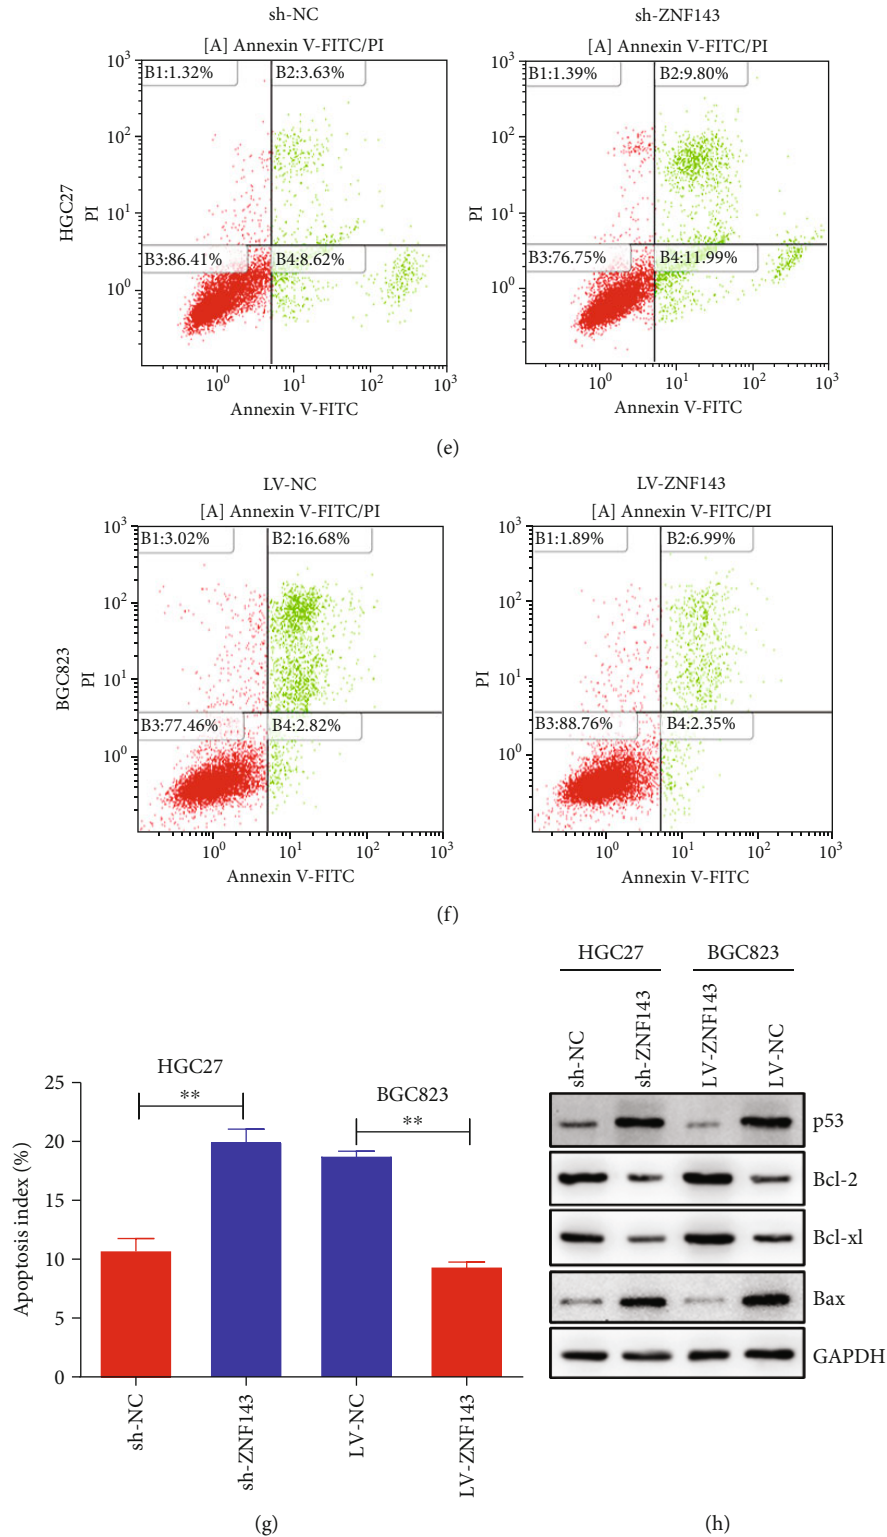 sh-NC
sh-ZNF143
[A] Annexin V-FITC/PI
[A] Annexin V-FITC/PI
HGC27
PI
10³
10²
10¹
10⁰
B1:1.32%
B2:3.63%
B3:86.41%
B4:8.62%
10⁰ 10¹ 10² 10³
Annexin V-FITC
PI
10³
10²
10¹
10⁰
B1:1.39%
B2:9.80%
B3:76.75%
B4:11.99%
10⁰ 10¹ 10² 10³
Annexin V-FITC
(e)
LV-NC
LV-ZNF143
[A] Annexin V-FITC/PI
[A] Annexin V-FITC/PI
BGC823
PI
10³
10²
10¹
10⁰
B1:3.02%
B2:16.68%
B3:77.46%
B4:2.82%
10⁰ 10¹ 10² 10³
Annexin V-FITC
PI
10³
10²
10¹
10⁰
B1:1.89%
B2:6.99%
B3:88.76%
B4:2.35%
10⁰ 10¹ 10² 10³
Annexin V-FITC
(f)
HGC27
BGC823
**
**
Apoptosis index (%)
25
20
15
10
5
0
sh-NC
sh-ZNF143
LV-NC
LV-ZNF143
(g)
HGC27
BGC823
sh-NC
sh-ZNF143
LV-ZNF143
LV-NC
p53
Bcl-2
Bcl-xl
Bax
GAPDH
(h)